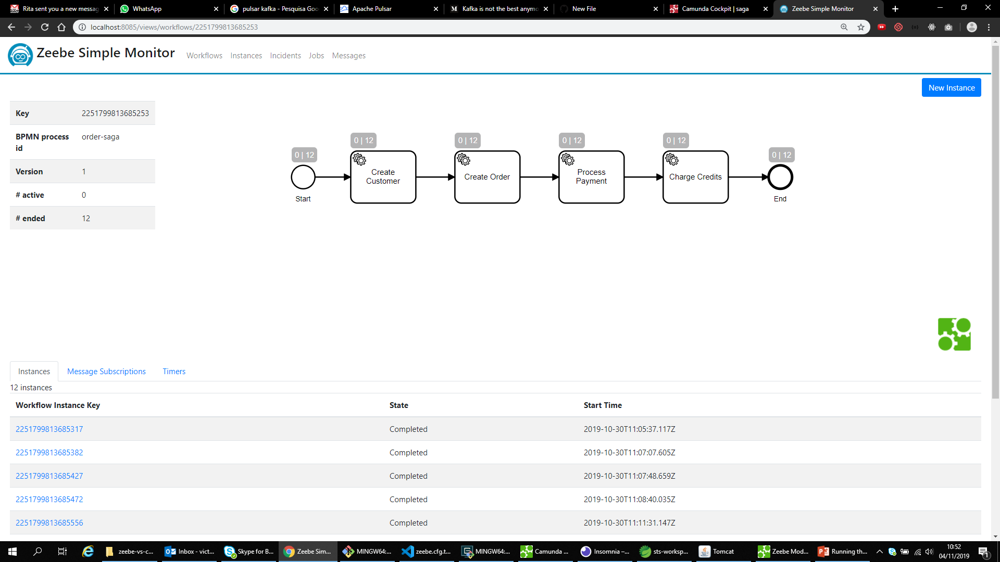 Rita sent you a new messag
WhatsApp
pulsar kafka - Pesquisa Goo
Apache Pulsar
M Kafka is not the best anymo
New File
Camunda Cockpit | saga
Zeebe Simple Monitor
localhost:8085/views/workflows/2251799813685253
Zeebe Simple Monitor
Workflows Instances Incidents Jobs Messages
New Instance
Key 2251799813685253
BPMN process id order-saga
Version 1
# active 0
# ended 12
0 | 12
0 | 12
0 | 12
0 | 12
0 | 12
0 | 12
Start
Create Customer
Create Order
Process Payment
Charge Credits
End
Instances Message Subscriptions Timers
12 instances
Workflow Instance Key State Start Time
2251799813685317 Completed 2019-10-30T11:05:37.117Z
2251799813685382 Completed 2019-10-30T11:07:07.605Z
2251799813685427 Completed 2019-10-30T11:07:48.659Z
2251799813685472 Completed 2019-10-30T11:08:40.035Z
2251799813685556 Completed 2019-10-30T11:11:31.147Z
zeebe-vs-c...
Inbox - vict...
Skype for B...
Zeebe Sim...
MINGW64:...
zeebe.cfg.t...
MINGW64:...
Camunda ...
Insomnia –...
sts-worksp...
Tomcat
Zeebe Mod...
Running th...
10:52
04/11/2019
1